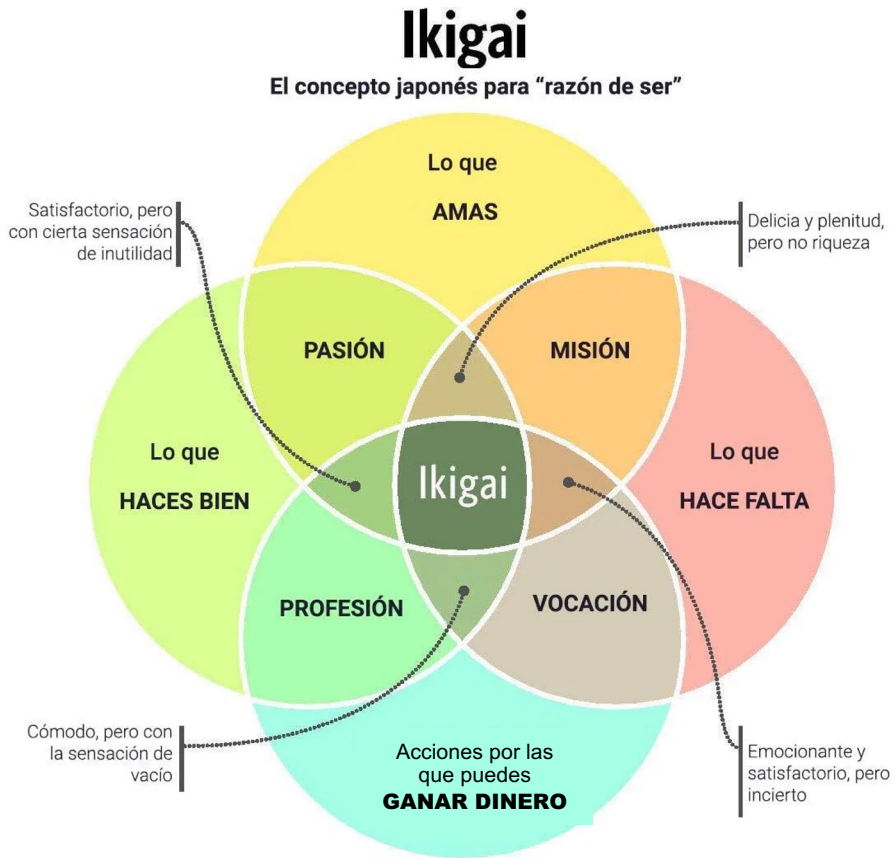 Ikigai
El concepto japonés para “razón de ser”
Lo que
AMAS
Satisfactorio, pero
con cierta sensación
de inutilidad
Delicia y plenitud,
pero no riqueza
PASIÓN
MISIÓN
Lo que
HACES BIEN
Ikigai
Lo que
HACE FALTA
PROFESIÓN
VOCACIÓN
Cómodo, pero con
la sensación de
vacío
Acciones por las
que puedes
GANAR DINERO
Emocionante y
satisfactorio, pero
incierto